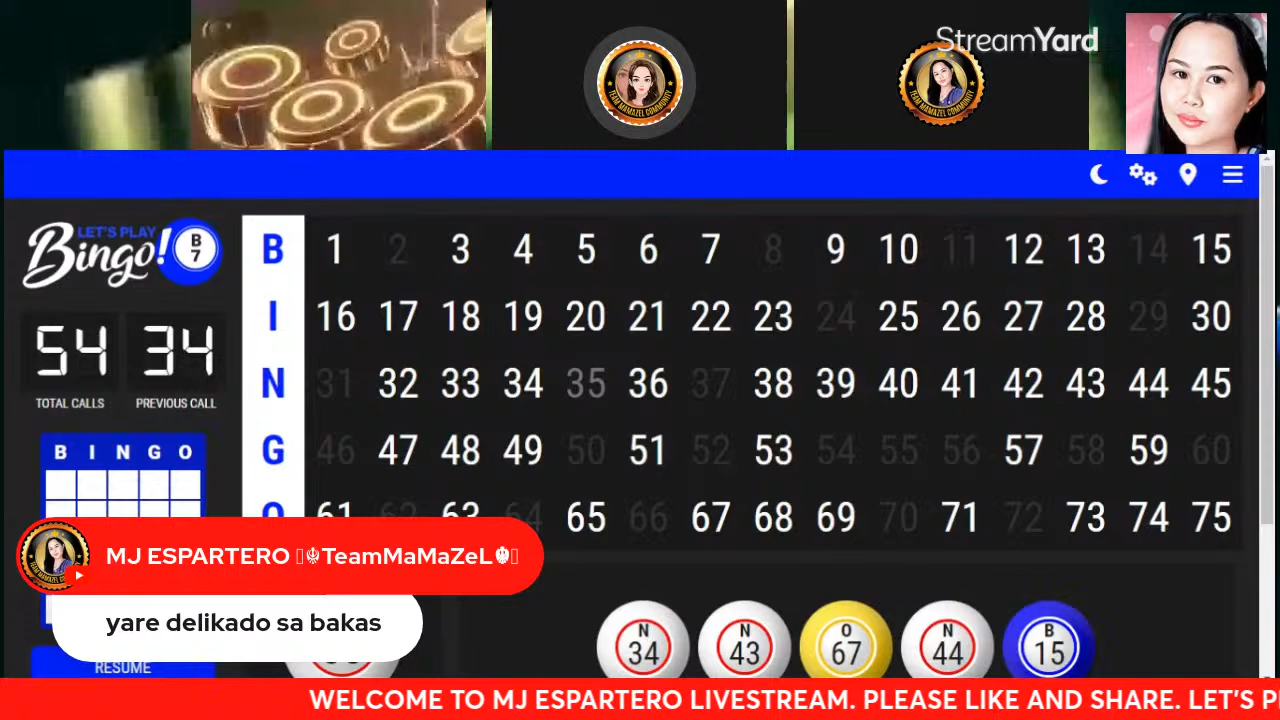 StreamYard
TEAM MAMAZEL COMMUNITY
TEAM MAMAZEL COMMUNITY
LET'S PLAY
Bingo!
B
7
54 34
TOTAL CALLS PREVIOUS CALL
B I N G O
B 1 2 3 4 5 6 7 8 9 10 11 12 13 14 15
I 16 17 18 19 20 21 22 23 24 25 26 27 28 29 30
N 31 32 33 34 35 36 37 38 39 40 41 42 43 44 45
G 46 47 48 49 50 51 52 53 54 55 56 57 58 59 60
O 61 62 63 64 65 66 67 68 69 70 71 72 73 74 75
MJ ESPARTERO TeamMaMaZeL
yare delikado sa bakas
RESUME
N 34
N 43
O 67
N 44
B 15
WELCOME TO MJ ESPARTERO LIVESTREAM. PLEASE LIKE AND SHARE. LET'S